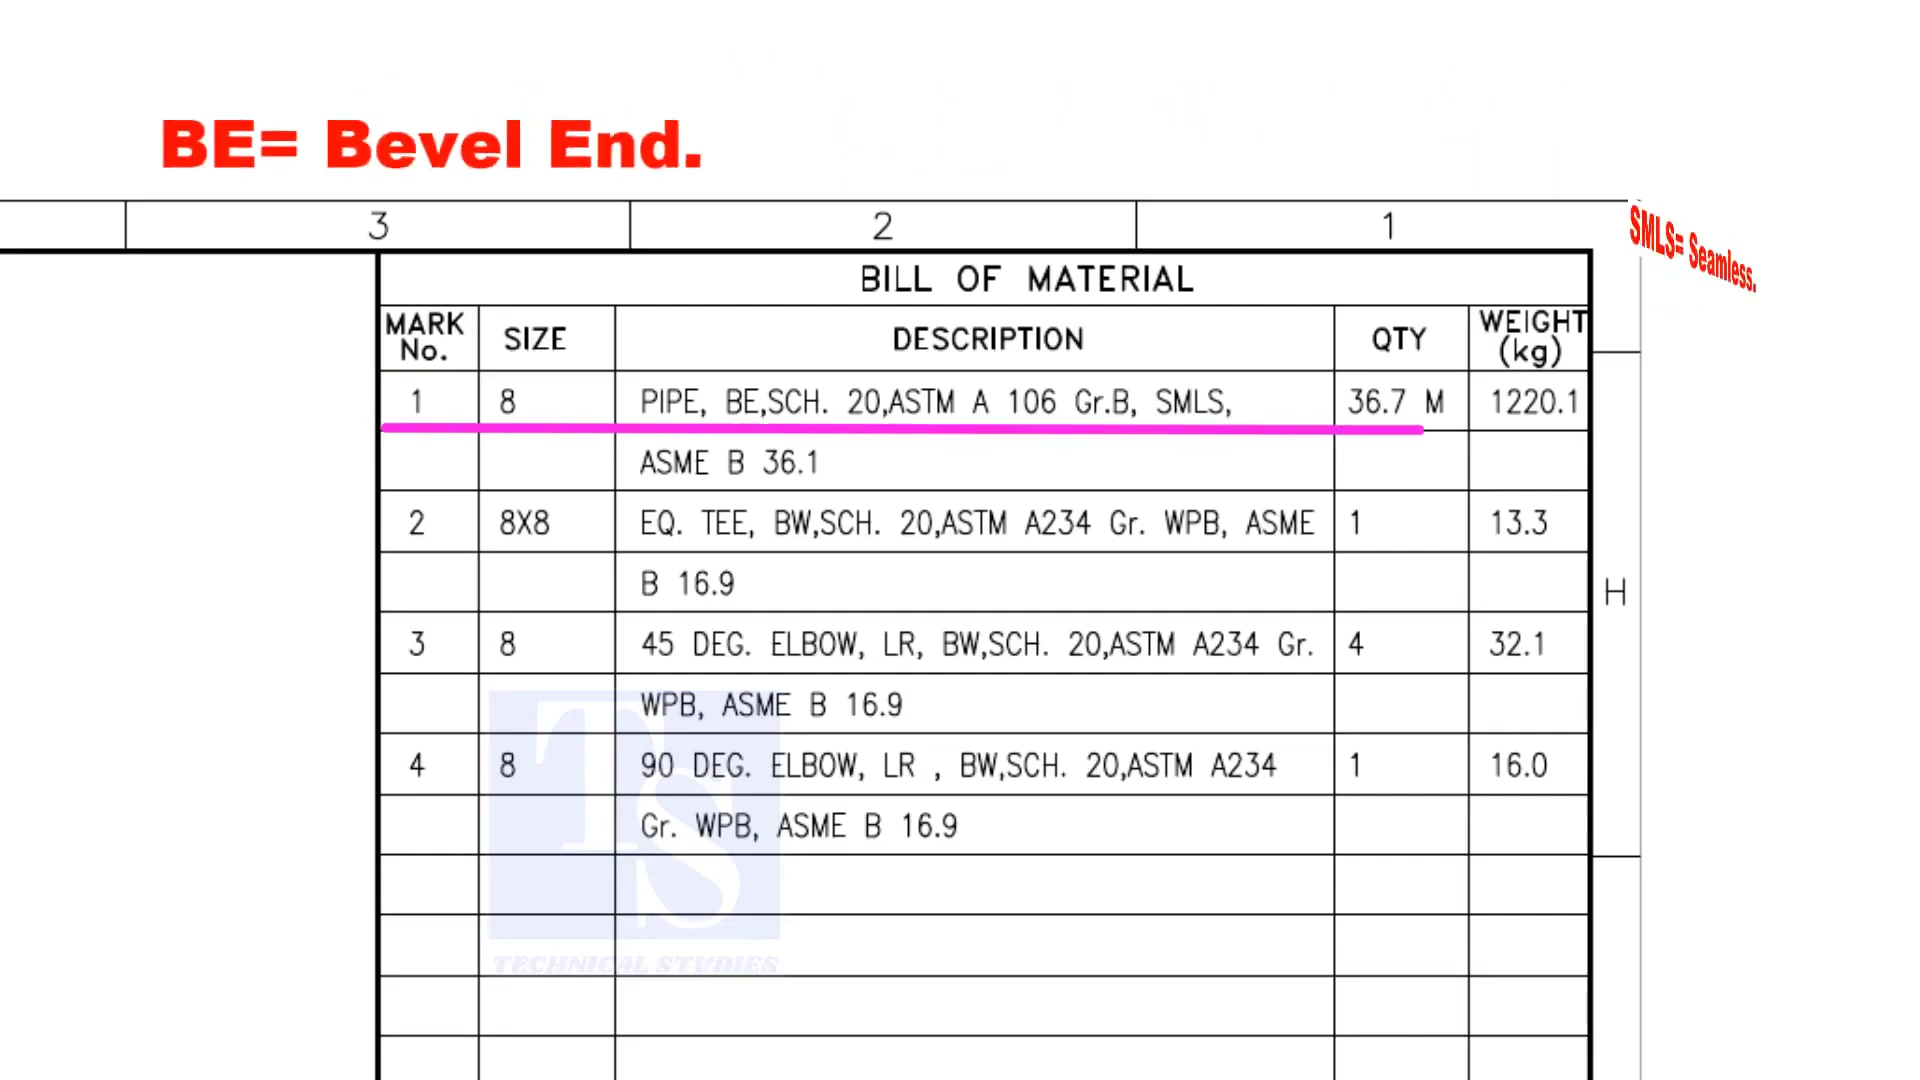 BE= Bevel End.
3 2 1
SMLS= Seamless.
BILL OF MATERIAL
MARK No. SIZE DESCRIPTION QTY WEIGHT (kg)
1 8 PIPE, BE,SCH. 20,ASTM A 106 Gr.B, SMLS, 36.7 M 1220.1
ASME B 36.1
2 8X8 EQ. TEE, BW,SCH. 20,ASTM A234 Gr. WPB, ASME 1 13.3
B 16.9
H
3 8 45 DEG. ELBOW, LR, BW,SCH. 20,ASTM A234 Gr. 4 32.1
WPB, ASME B 16.9
4 8 90 DEG. ELBOW, LR , BW,SCH. 20,ASTM A234 1 16.0
Gr. WPB, ASME B 16.9
TS
TECHNICAL STUDIES